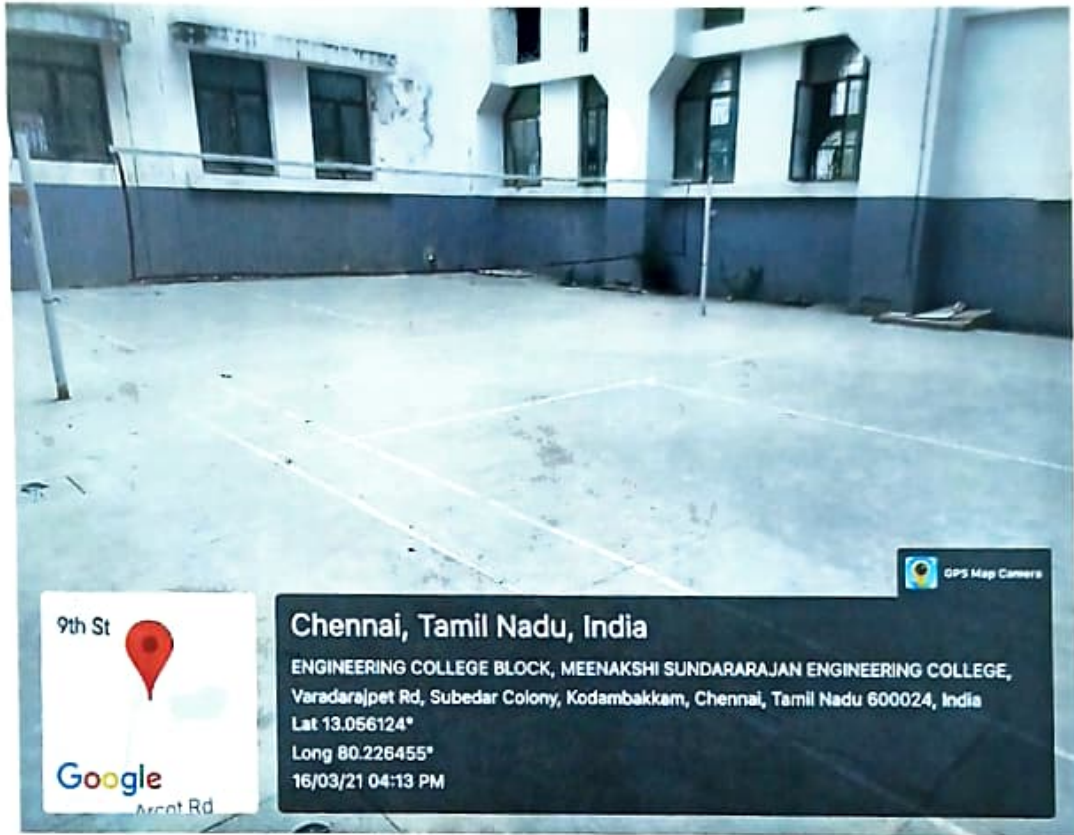 GPS Map Camera
9th St
Google
Arcot Rd
Chennai, Tamil Nadu, India
ENGINEERING COLLEGE BLOCK, MEENAKSHI SUNDARARAJAN ENGINEERING COLLEGE,
Varadarajpet Rd, Subedar Colony, Kodambakkam, Chennai, Tamil Nadu 600024, India
Lat 13.056124°
Long 80.226455°
16/03/21 04:13 PM